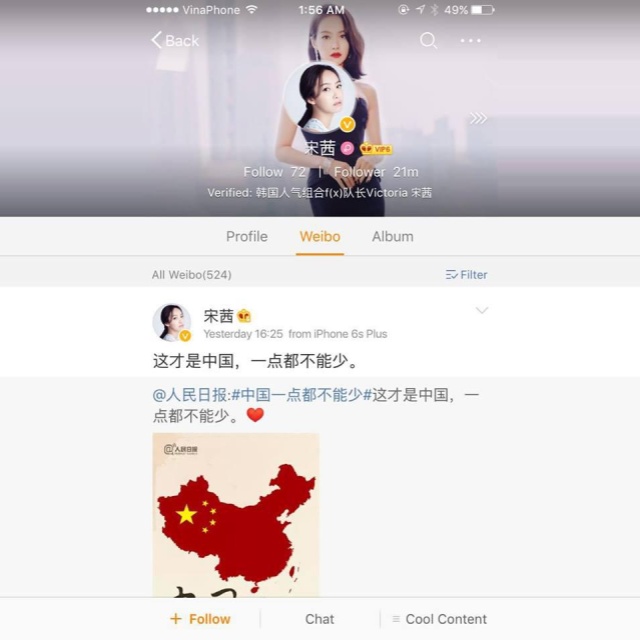 VinaPhone 1:56 AM 49%
Back
宋茜 VIP6
Follow 72 | Follower 21m
Verified: 韩国人气组合f(x)队长Victoria 宋茜
Profile Weibo Album
All Weibo(524) Filter
宋茜
Yesterday 16:25 from iPhone 6s Plus
这才是中国，一点都不能少。
@人民日报:#中国一点都不能少#这才是中国，一
点都不能少。
@人民日报
+ Follow Chat Cool Content